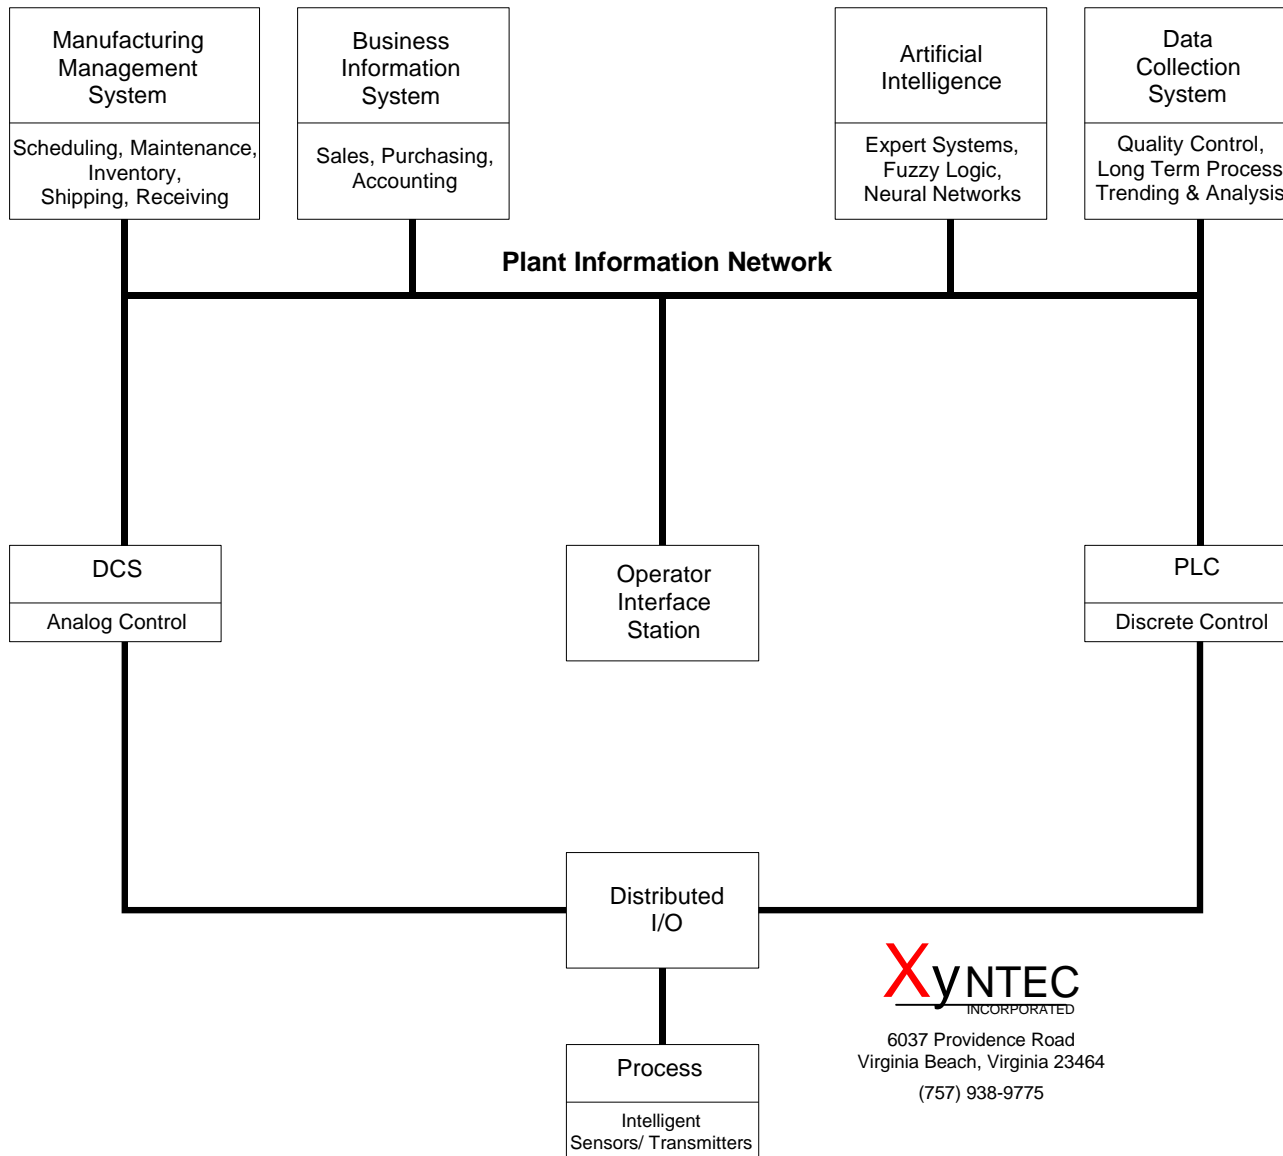 Manufacturing
Management
System
Scheduling, Maintenance,
Inventory,
Shipping, Receiving
Business
Information
System
Sales, Purchasing,
Accounting
Artificial
Intelligence
Expert Systems,
Fuzzy Logic,
Neural Networks
Data
Collection
System
Quality Control,
Long Term Process
Trending & Analysis
Plant Information Network
DCS
Analog Control
Operator
Interface
Station
PLC
Discrete Control
Distributed
I/O
Process
Intelligent
Sensors/ Transmitters
XyNTEC
INCORPORATED
6037 Providence Road
Virginia Beach, Virginia 23464
(757) 938-9775